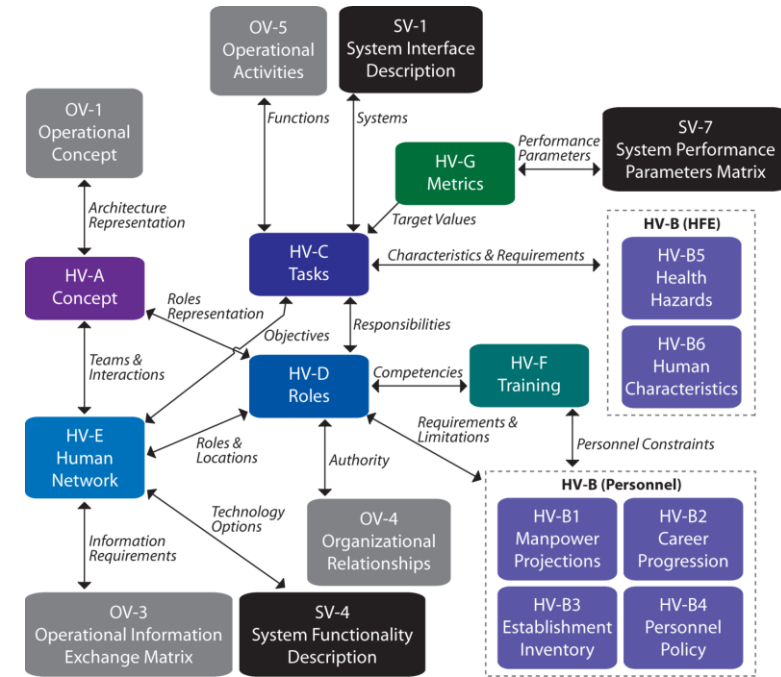 OV-5
Operational
Activities
SV-1
System Interface
Description
OV-1
Operational
Concept
Functions
Systems
Performance
Parameters
SV-7
System Performance
Parameters Matrix
HV-G
Metrics
Architecture
Representation
Target Values
HV-B (HFE)
HV-C
Tasks
Characteristics & Requirements
HV-B5
Health
Hazards
HV-A
Concept
Roles
Representation
Objectives
Responsibilities
HV-B6
Human
Characteristics
Teams &
Interactions
HV-D
Roles
Competencies
HV-F
Training
HV-E
Human
Network
Roles &
Locations
Requirements &
Limitations
Personnel Constraints
Authority
HV-B (Personnel)
Technology
Options
Information
Requirements
OV-4
Organizational
Relationships
HV-B1
Manpower
Projections
HV-B2
Career
Progression
OV-3
Operational Information
Exchange Matrix
SV-4
System Functionality
Description
HV-B3
Establishment
Inventory
HV-B4
Personnel
Policy